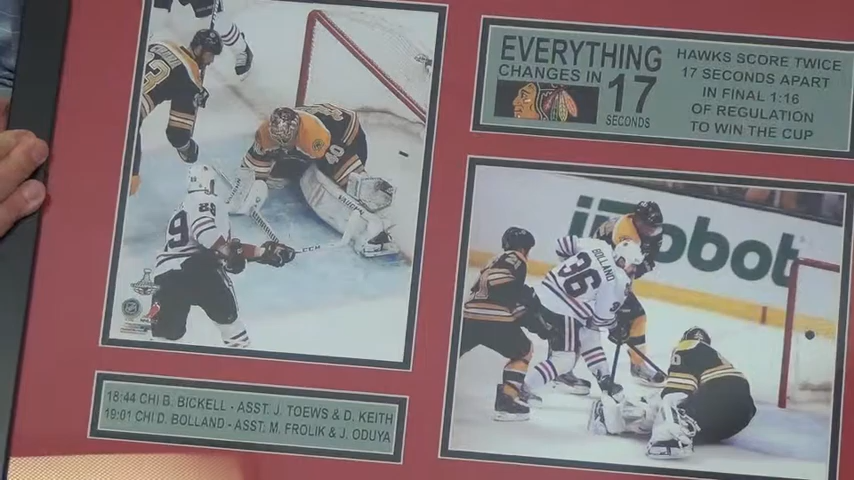 EVERYTHING
CHANGES IN 17
SECONDS
HAWKS SCORE TWICE
17 SECONDS APART
IN FINAL 1:16
OF REGULATION
TO WIN THE CUP
29
40
iRobot
BOLLAND
36
18:44 CHI B. BICKELL - ASST. J. TOEWS & D. KEITH
19:01 CHI D. BOLLAND - ASST. M. FROLIK & J. ODUYA